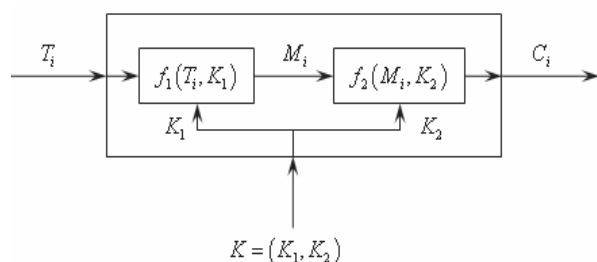 T_i
f_1(T_i, K_1)
M_i
f_2(M_i, K_2)
C_i
K_1
K_2
K = (K_1, K_2)